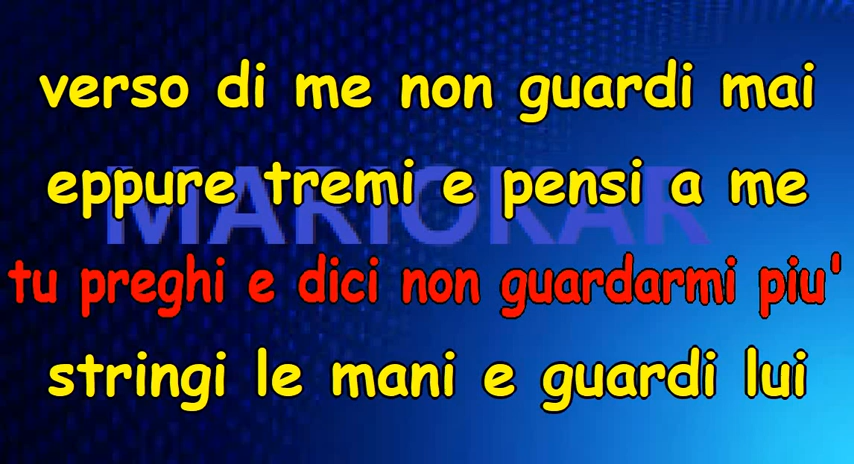 verso di me non guardi mai
eppure tremi e pensi a me
MARIOKAR
tu preghi e dici non guardarmi piu'
stringi le mani e guardi lui